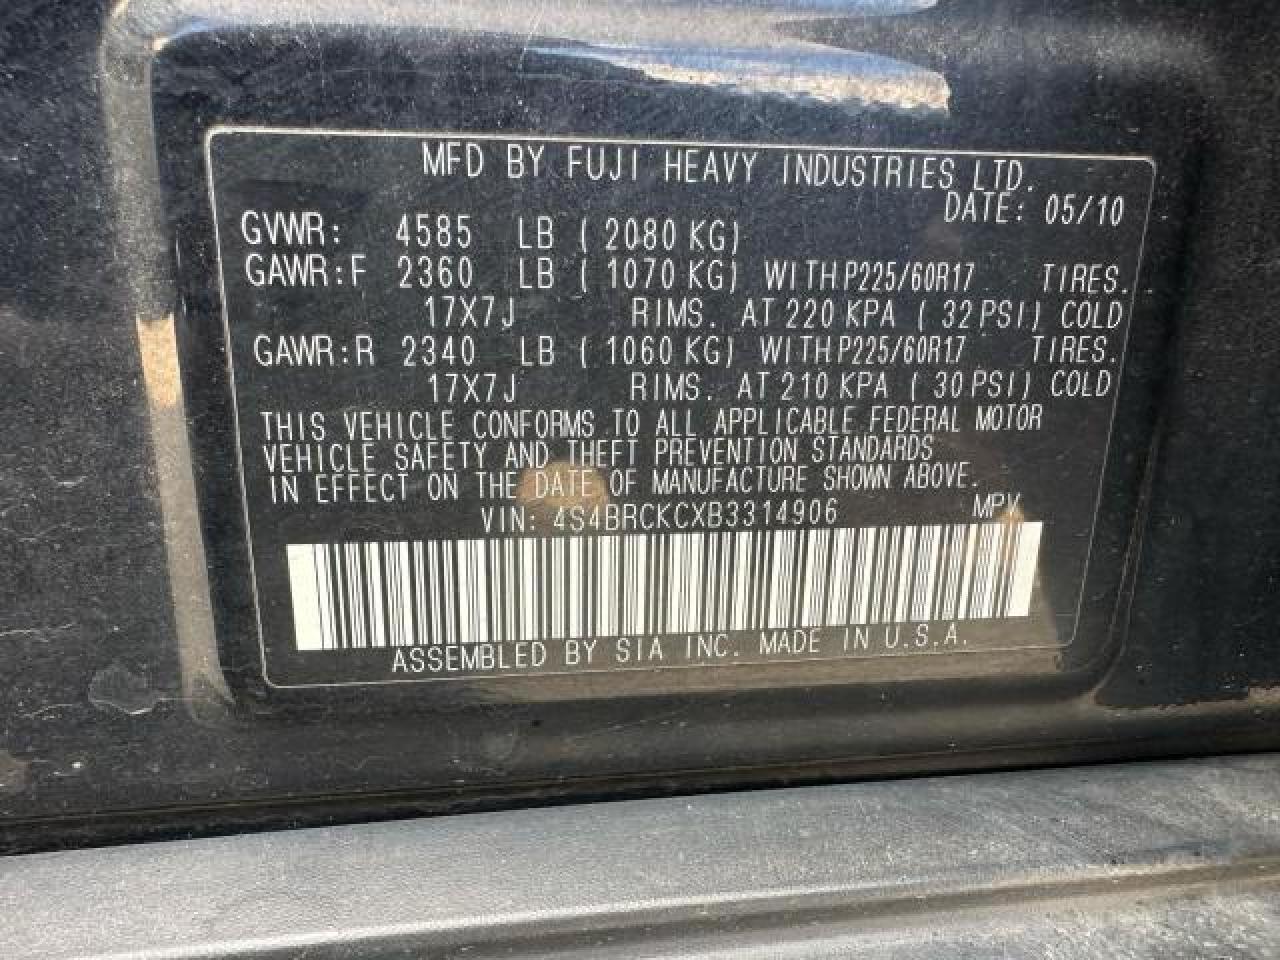 MFD BY FUJI HEAVY INDUSTRIES LTD.
DATE: 05/10
GVWR: 4585 LB (2080 KG)
GAWR:F 2360 LB (1070 KG) WITH P225/60R17 TIRES.
17X7J RIMS. AT 220 KPA (32 PSI) COLD
GAWR:R 2340 LB (1060 KG) WITH P225/60R17 TIRES.
17X7J RIMS. AT 210 KPA (30 PSI) COLD
THIS VEHICLE CONFORMS TO ALL APPLICABLE FEDERAL MOTOR
VEHICLE SAFETY AND THEFT PREVENTION STANDARDS
IN EFFECT ON THE DATE OF MANUFACTURE SHOWN ABOVE.
VIN: 4S4BRCKCXB3314906 MPV
ASSEMBLED BY SIA INC. MADE IN U.S.A.